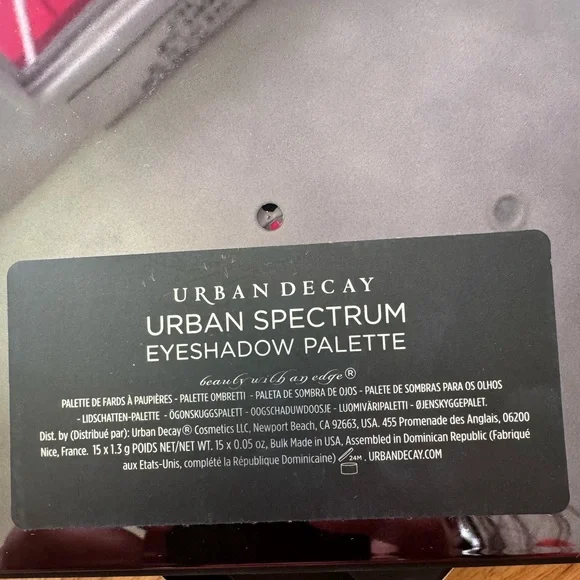 URBAN DECAY
URBAN SPECTRUM
EYESHADOW PALETTE
beauty with an edge®
PALETTE DE FARDS À PAUPIÈRES - PALETTE OMBRETTI - PALETA DE SOMBRA DE OJOS - PALETE DE SOMBRAS PARA OS OLHOS
- LIDSCHATTEN-PALETTE - ÖGONSKUGGSPALETT - OOGSCHADUWDOOSJE - LUOMIVÄRIPALETTI - ØJENSKYGGEPALET.
Dist. by (Distribué par): Urban Decay® Cosmetics LLC, Newport Beach, CA 92663, USA. 455 Promenade des Anglais, 06200
Nice, France. 15 x 1.3 g POIDS NET/NET WT. 15 x 0.05 oz, Bulk Made in USA, Assembled in Dominican Republic (Fabriqué
aux Etats-Unis, complété la République Dominicaine) 24M . URBANDECAY.COM